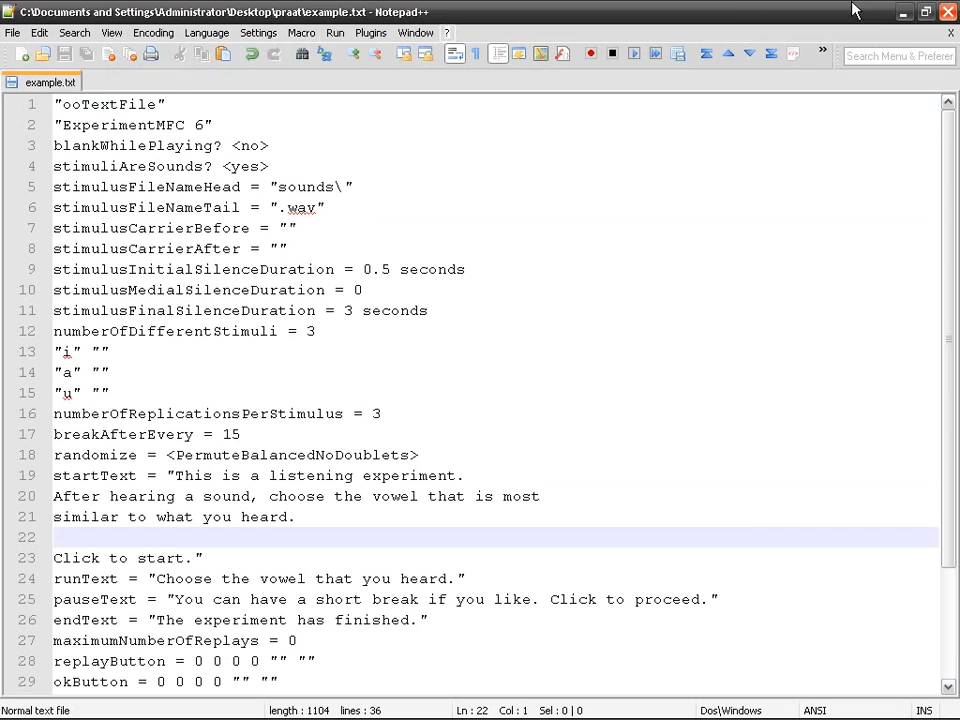 C:\Documents and Settings\Administrator\Desktop\praat\example.txt - Notepad++
File Edit Search View Encoding Language Settings Macro Run Plugins Window ? X
» Search Menu & Preferer
example.txt
1 "ooTextFile"
2 "ExperimentMFC 6"
3 blankWhilePlaying? <no>
4 stimuliAreSounds? <yes>
5 stimulusFileNameHead = "sounds\"
6 stimulusFileNameTail = ".wav"
7 stimulusCarrierBefore = ""
8 stimulusCarrierAfter = ""
9 stimulusInitialSilenceDuration = 0.5 seconds
10 stimulusMedialSilenceDuration = 0
11 stimulusFinalSilenceDuration = 3 seconds
12 numberOfDifferentStimuli = 3
13 "i" ""
14 "a" ""
15 "u" ""
16 numberOfReplicationsPerStimulus = 3
17 breakAfterEvery = 15
18 randomize = <PermuteBalancedNoDoublets>
19 startText = "This is a listening experiment.
20 After hearing a sound, choose the vowel that is most
21 similar to what you heard.
22
23 Click to start."
24 runText = "Choose the vowel that you heard."
25 pauseText = "You can have a short break if you like. Click to proceed."
26 endText = "The experiment has finished."
27 maximumNumberOfReplays = 0
28 replayButton = 0 0 0 0 "" ""
29 okButton = 0 0 0 0 "" ""
Normal text file length : 1104 lines : 36 Ln : 22 Col : 1 Sel : 0 | 0 Dos\Windows ANSI INS